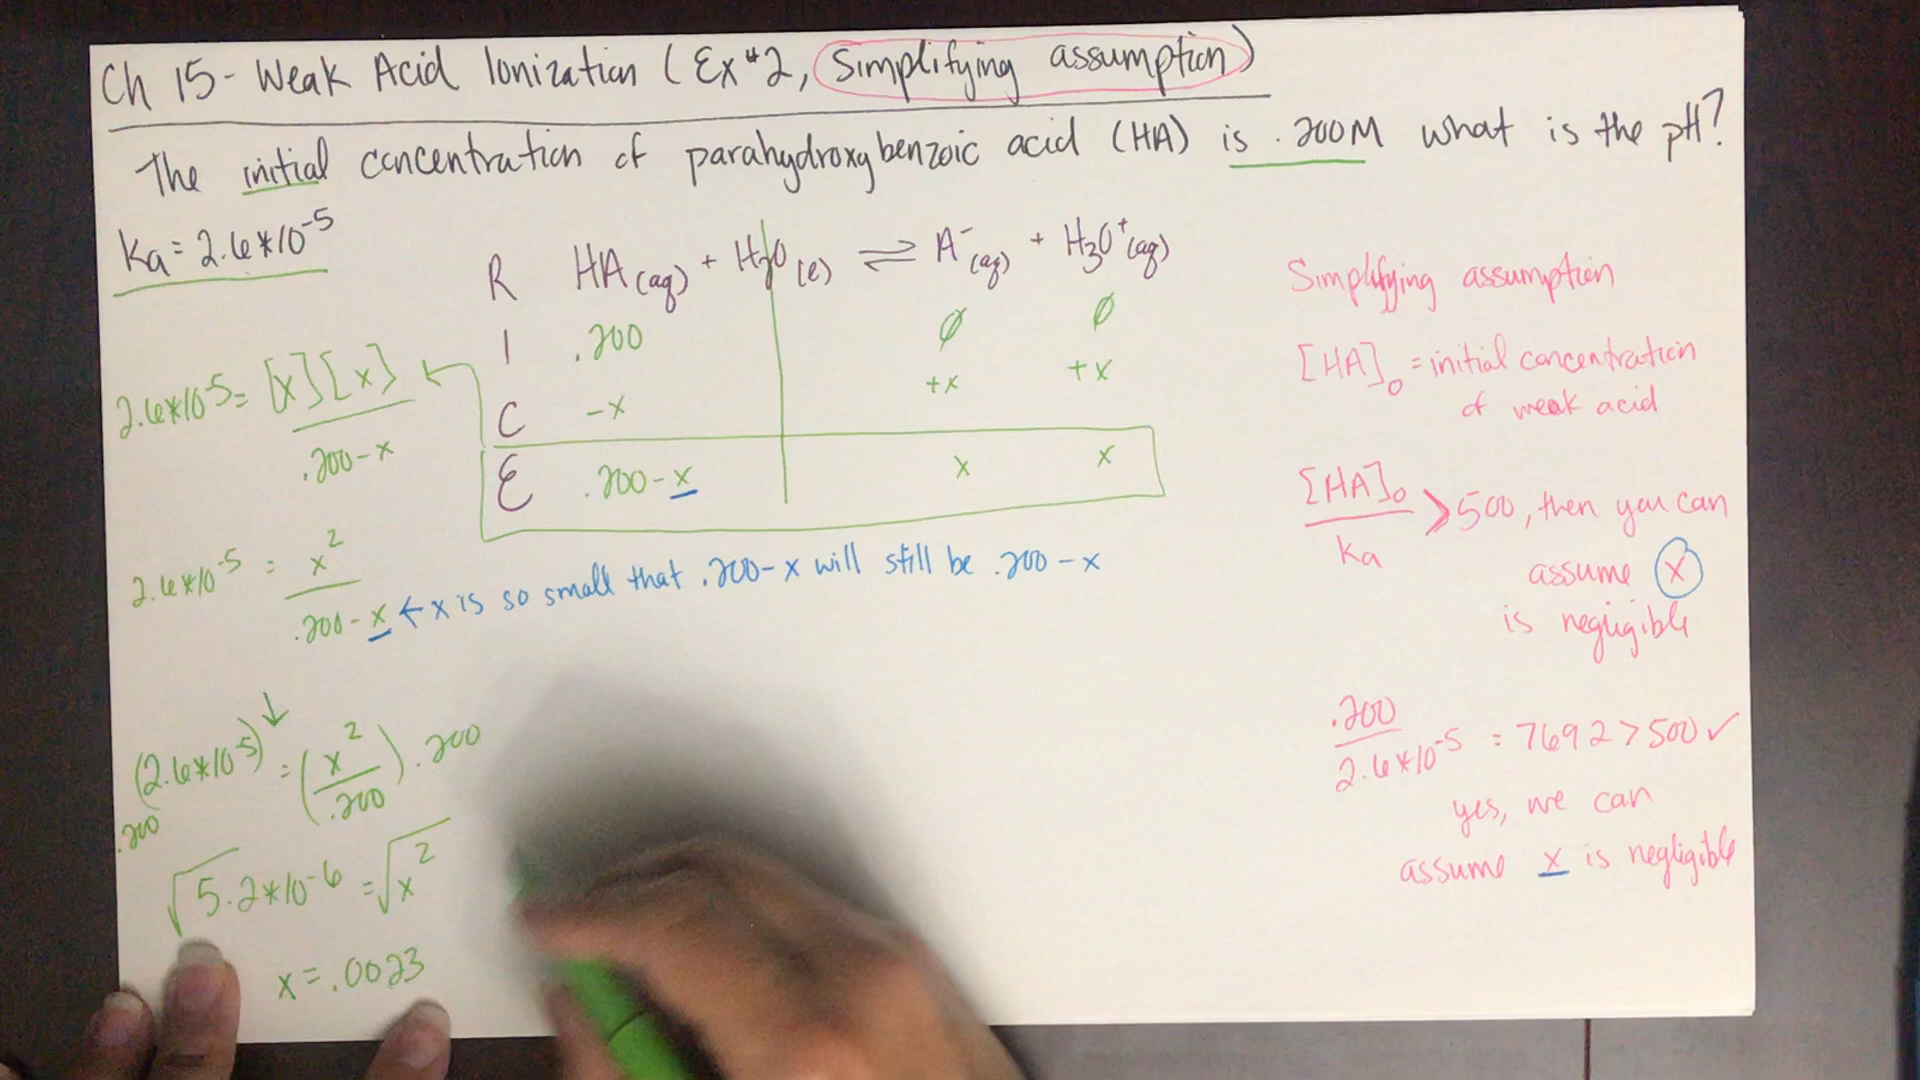 Ch 15 - Weak Acid Ionization (Ex #2, Simplifying assumption)
The initial concentration of parahydroxybenzoic acid (HA) is .200M what is the pH?
Ka = 2.6*10^-5
R HA(aq) + H2O(l) ⇌ A^-(aq) + H3O^+(aq)
I .200 Ø Ø
C -x +x +x
E .200-x x x
2.6*10^-5 = [x][x]
.200-x
2.6*10^-5 = x^2
.200-x ← x is so small that .200-x will still be .200-x
↓
(2.6*10^-5) = (x^2 / .200) .200
.200
√5.2*10^-6 = √x^2
x = .0023
Simplifying assumption
[HA]0 = initial concentration
of weak acid
[HA]0 / Ka > 500, then you can
assume x
is negligible
.200 / 2.6*10^-5 = 7692 > 500 ✓
yes, we can
assume x is negligible